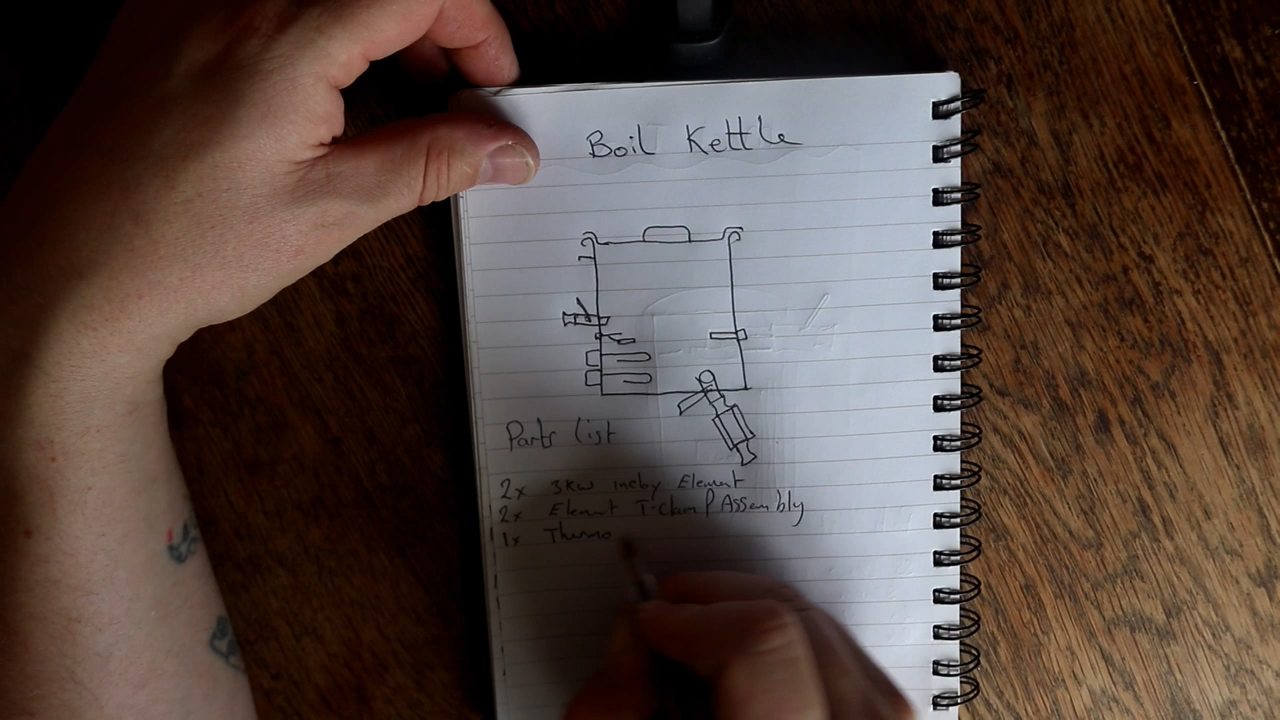 Boil Kettle
Parts list
2x 3kw incoloy Element
2x Element T-Clamp Assembly
1x Thermo